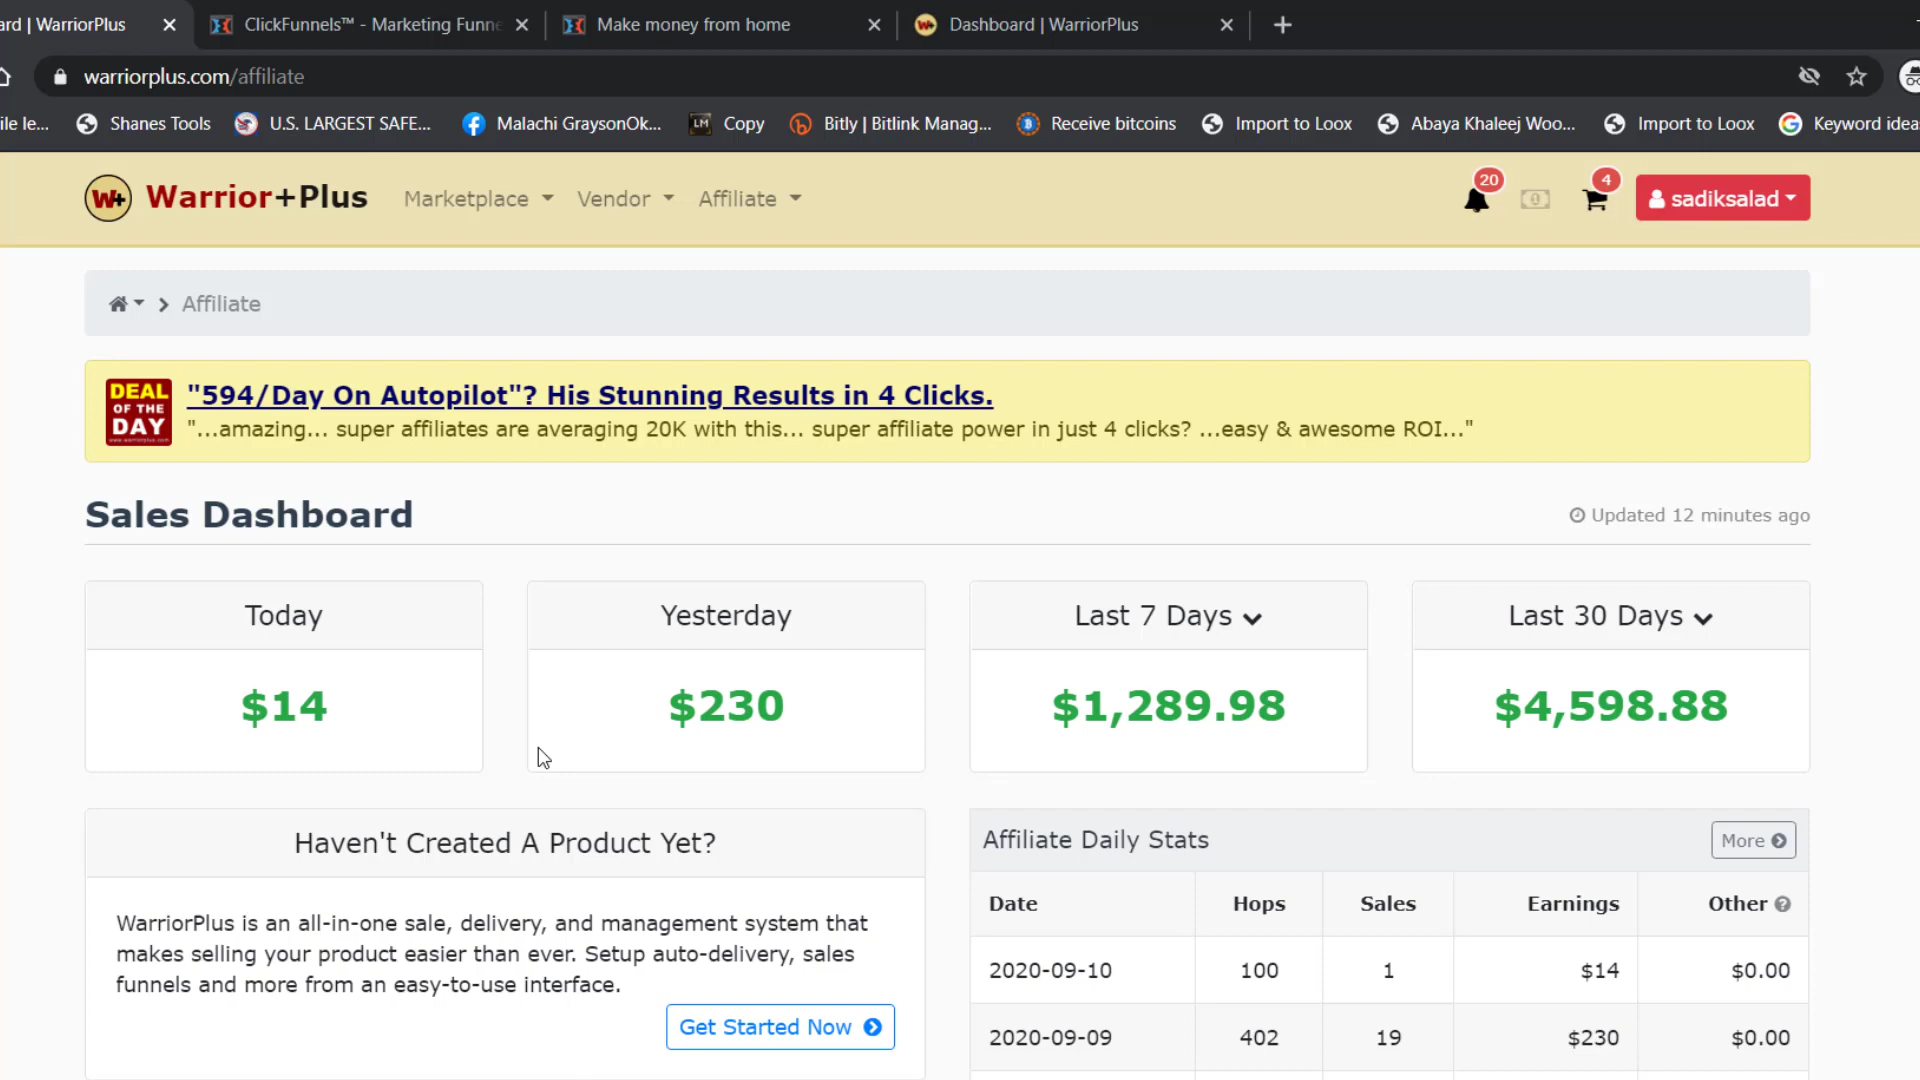 ard | WarriorPlus
ClickFunnels™ - Marketing Funne
Make money from home
Dashboard | WarriorPlus
warriorplus.com/affiliate
ile le...
Shanes Tools
U.S. LARGEST SAFE...
Malachi GraysonOk...
LM
Copy
Bitly | Bitlink Manag...
Receive bitcoins
Import to Loox
Abaya Khaleej Woo...
Import to Loox
Keyword ideas
W+ Warrior+Plus
Marketplace
Vendor
Affiliate
20
4
sadiksalad
Affiliate
DEAL
OF THE
DAY
www.warriorplus.com
"594/Day On Autopilot"? His Stunning Results in 4 Clicks.
"...amazing... super affiliates are averaging 20K with this... super affiliate power in just 4 clicks? ...easy & awesome ROI..."
Sales Dashboard
Updated 12 minutes ago
Today
$14
Yesterday
$230
Last 7 Days
$1,289.98
Last 30 Days
$4,598.88
Haven't Created A Product Yet?
WarriorPlus is an all-in-one sale, delivery, and management system that
makes selling your product easier than ever. Setup auto-delivery, sales
funnels and more from an easy-to-use interface.
Get Started Now
Affiliate Daily Stats
More
Date Hops Sales Earnings Other
2020-09-10 100 1 $14 $0.00
2020-09-09 402 19 $230 $0.00